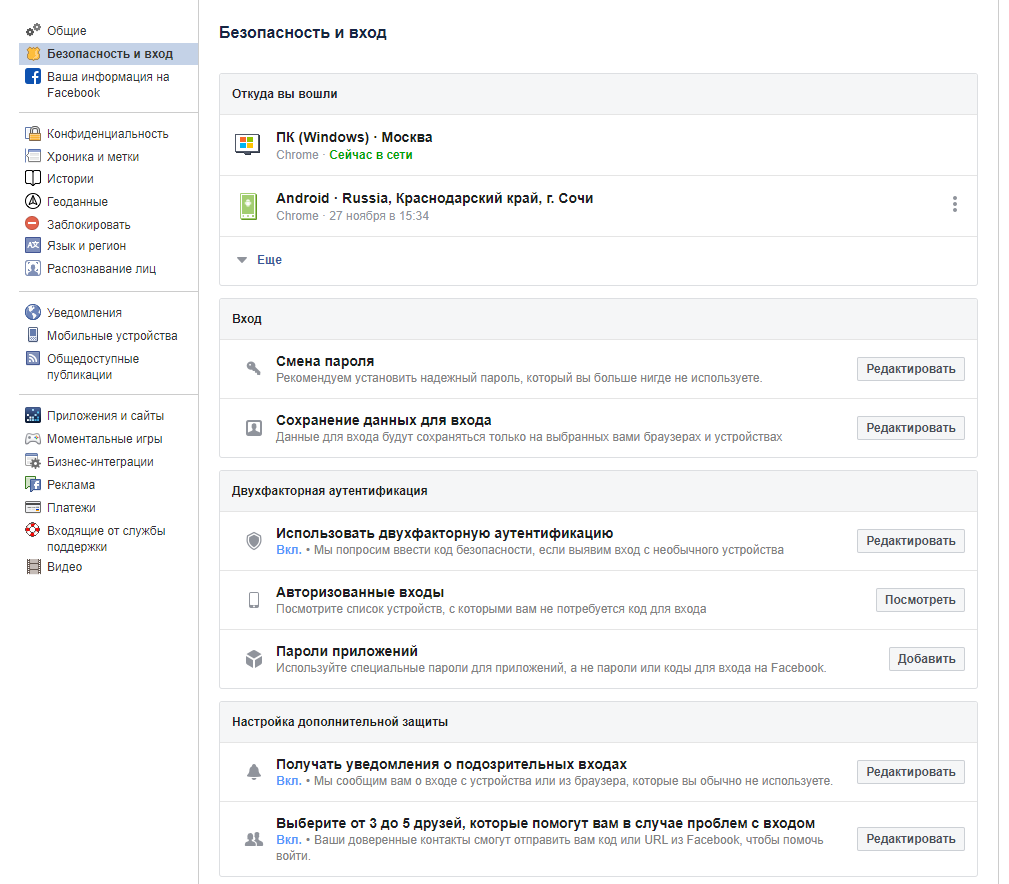 Общие
Безопасность и вход
Ваша информация на
Facebook
Конфиденциальность
Хроника и метки
Истории
Геоданные
Заблокировать
Язык и регион
Распознавание лиц
Уведомления
Мобильные устройства
Общедоступные
публикации
Приложения и сайты
Моментальные игры
Бизнес-интеграции
Реклама
Платежи
Входящие от службы
поддержки
Видео
Безопасность и вход
Откуда вы вошли
ПК (Windows) · Москва
Chrome · Сейчас в сети
Android · Russia, Краснодарский край, г. Сочи
Chrome · 27 ноября в 15:34
Еще
Вход
Смена пароля
Рекомендуем установить надежный пароль, который вы больше нигде не используете.
Редактировать
Сохранение данных для входа
Данные для входа будут сохраняться только на выбранных вами браузерах и устройствах
Редактировать
Двухфакторная аутентификация
Использовать двухфакторную аутентификацию
Вкл. • Мы попросим ввести код безопасности, если выявим вход с необычного устройства
Редактировать
Авторизованные входы
Посмотрите список устройств, с которыми вам не потребуется код для входа
Посмотреть
Пароли приложений
Используйте специальные пароли для приложений, а не пароли или коды для входа на Facebook.
Добавить
Настройка дополнительной защиты
Получать уведомления о подозрительных входах
Вкл. • Мы сообщим вам о входе с устройства или из браузера, которые вы обычно не используете.
Редактировать
Выберите от 3 до 5 друзей, которые помогут вам в случае проблем с входом
Вкл. • Ваши доверенные контакты смогут отправить вам код или URL из Facebook, чтобы помочь
войти.
Редактировать